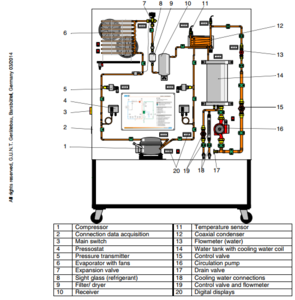 All rights reserved, G.U.N.T. Gerätebau, Barsbüttel, Germany 03/2014
7 8 9 10 11
6
12
13
14
5
4
3
2
1
15
16
20 19 18 17
1 Compressor 11 Temperature sensor
2 Connection data acquisition 12 Coaxial condenser
3 Main switch 13 Flowmeter (water)
4 Pressostat 14 Water tank with cooling water coil
5 Pressure transmitter 15 Control valve
6 Evaporator with fans 16 Circulation pump
7 Expansion valve 17 Drain valve
8 Sight glass (refrigerant) 18 Cooling water connections
9 Filter/ dryer 19 Control valve and flowmeter
10 Receiver 20 Digital displays